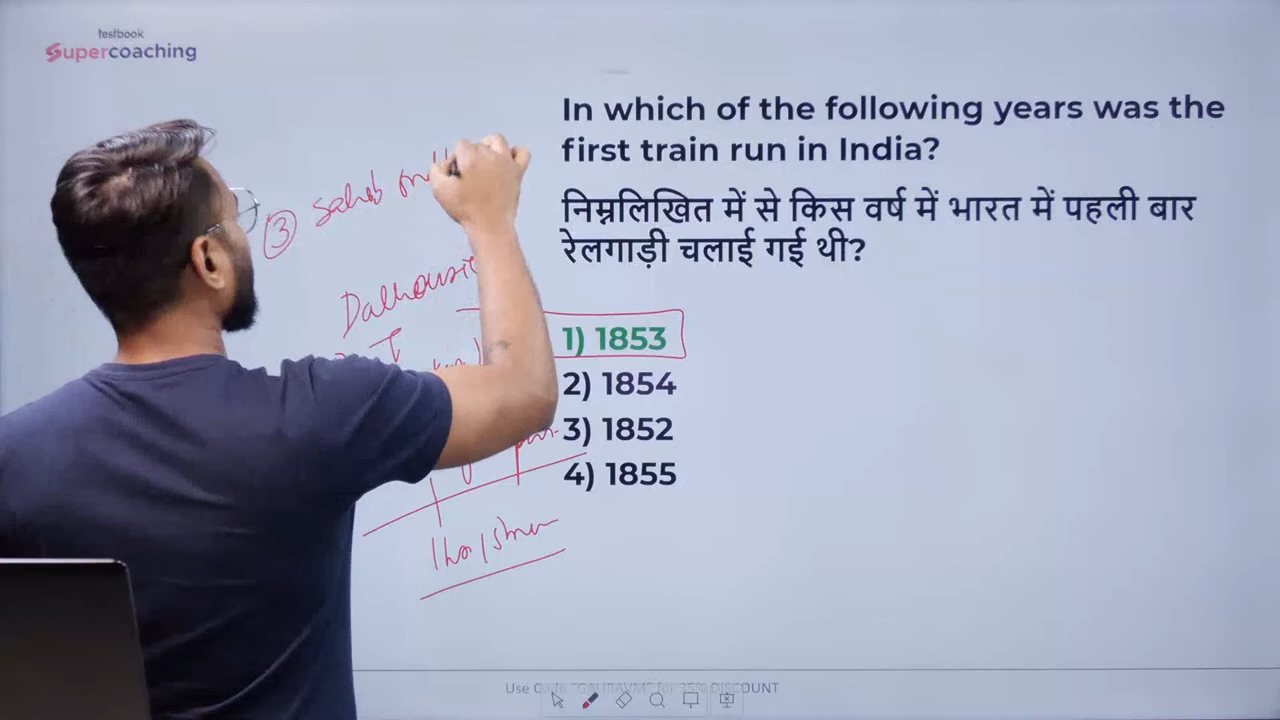 testbook
Supercoaching
In which of the following years was the
first train run in India?
निम्नलिखित में से किस वर्ष में भारत में पहली बार
रेलगाड़ी चलाई गई थी?
③ saheb
Dalhousie
1) 1853
2) 1854
3) 1852
4) 1855
Use DISCOUNT